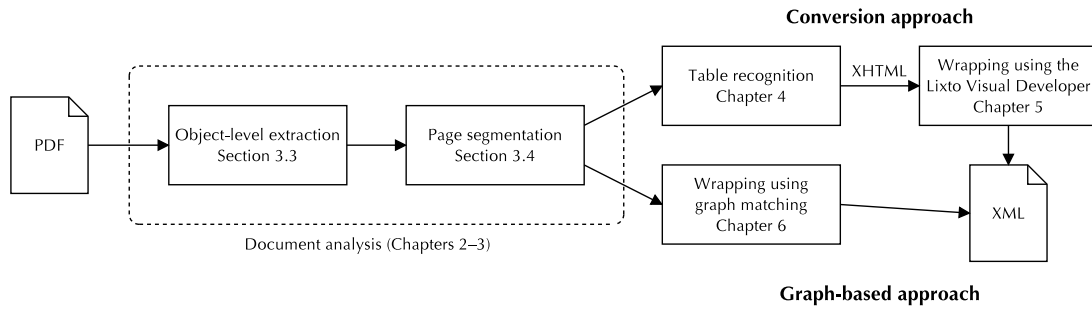 Conversion approach
PDF
Object-level extraction
Section 3.3
Page segmentation
Section 3.4
Document analysis (Chapters 2–3)
Table recognition
Chapter 4
XHTML
Wrapping using the
Lixto Visual Developer
Chapter 5
Wrapping using
graph matching
Chapter 6
XML
Graph-based approach